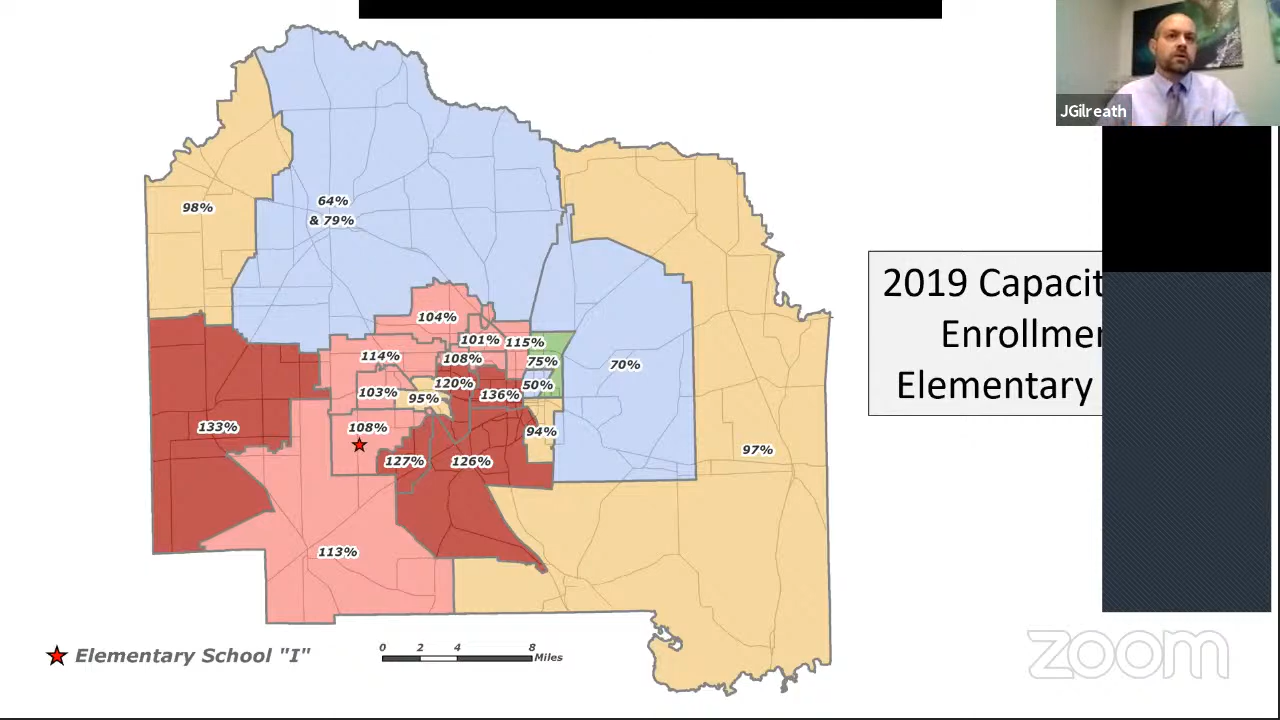 JGilreath
98%
64%
& 79%
104%
101%
115%
114%
108%
75%
70%
120%
50%
103%
95%
136%
133%
108%
94%
127%
126%
97%
113%
2019 Capacit
Enrollmen
Elementary
Elementary School "I"
0 2 4 8
Miles
zoom